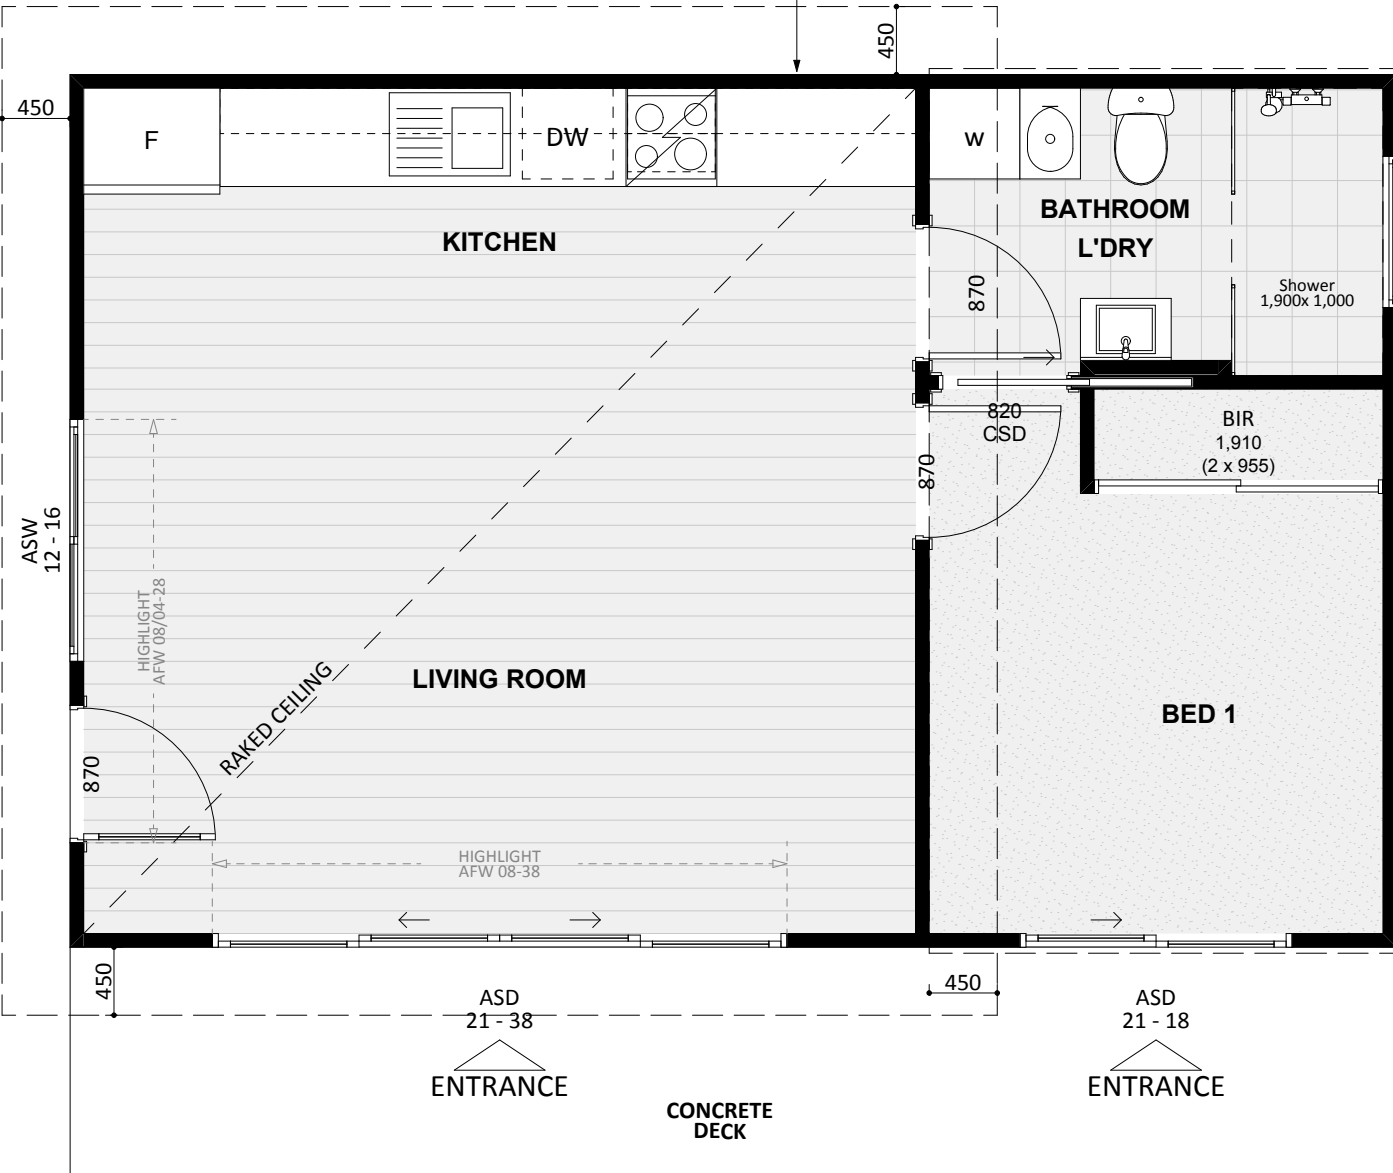 450
450
F
DW
w
KITCHEN
BATHROOM
L'DRY
870
Shower
1,900x 1,000
820
CSD
870
BIR
1,910
(2 x 955)
ASW
12 - 16
HIGHLIGHT
AFW 08/04-28
LIVING ROOM
RAKED CEILING
BED 1
870
HIGHLIGHT
AFW 08-38
450
450
ASD
21 - 38
ENTRANCE
ASD
21 - 18
ENTRANCE
CONCRETE
DECK